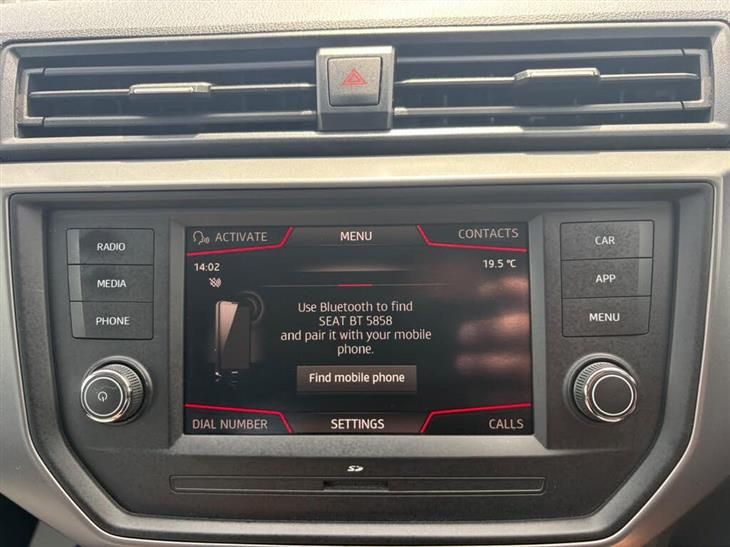 ACTIVATE MENU CONTACTS
14:02 19.5 °C
Use Bluetooth to find
SEAT BT 5858
and pair it with your mobile
phone.
Find mobile phone
DIAL NUMBER SETTINGS CALLS
RADIO
MEDIA
PHONE
CAR
APP
MENU
SD